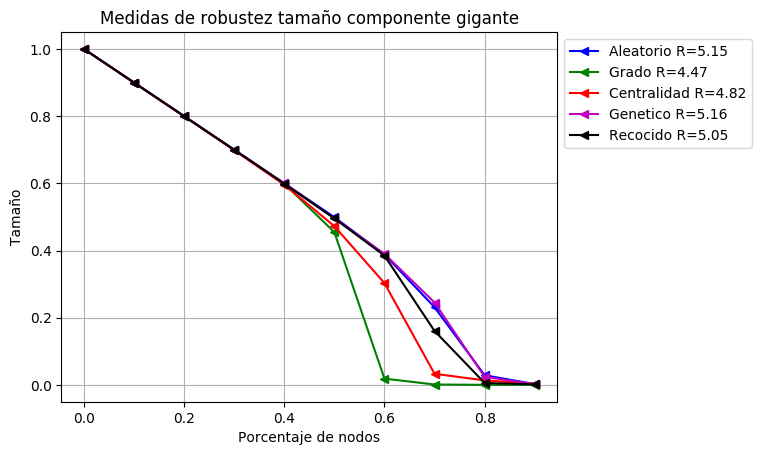 Medidas de robustez tamaño componente gigante
Tamaño
1.0
0.8
0.6
0.4
0.2
0.0
0.0
0.2
0.4
0.6
0.8
Porcentaje de nodos
Aleatorio R=5.15
Grado R=4.47
Centralidad R=4.82
Genetico R=5.16
Recocido R=5.05